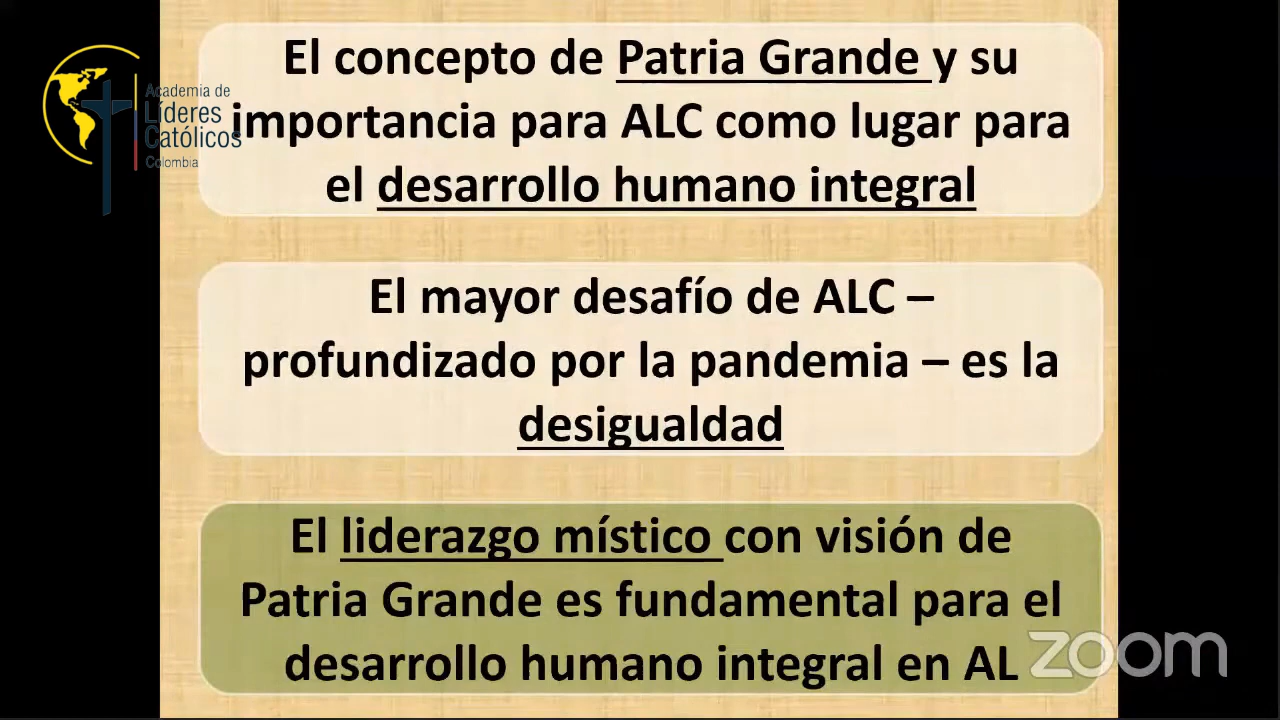 El concepto de Patria Grande y su
importancia para ALC como lugar para
el desarrollo humano integral
Academia de
Líderes
Católicos
Colombia
El mayor desafío de ALC –
profundizado por la pandemia – es la
desigualdad
El liderazgo místico con visión de
Patria Grande es fundamental para el
desarrollo humano integral en AL
zoom